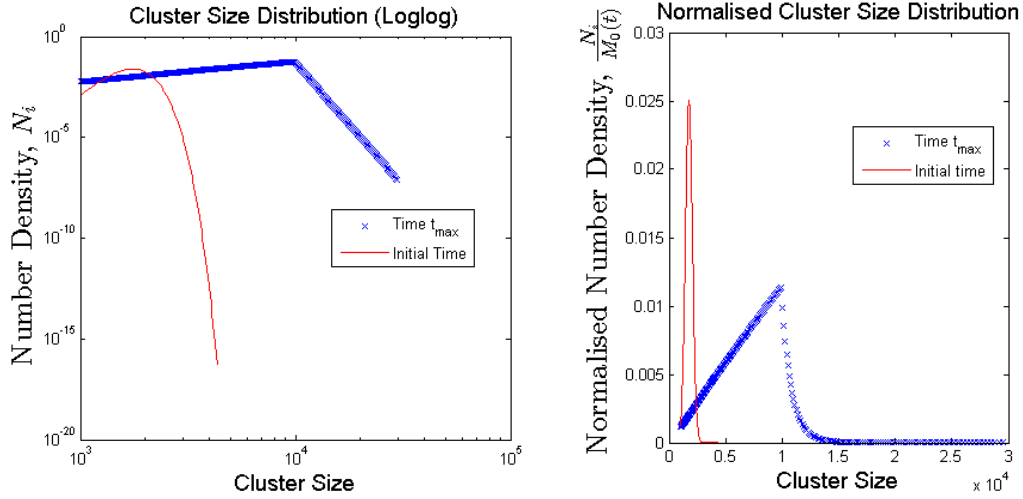 Cluster Size Distribution (Loglog)
Number Density, N_i
10^0
10^-5
10^-10
10^-15
10^-20
10^3
10^4
10^5
Cluster Size
Time t_max
Initial Time
Normalised Cluster Size Distribution
Normalised Number Density, N_i/M_0(t)
0.03
0.025
0.02
0.015
0.01
0.005
0
0
0.5
1
1.5
2
2.5
3
× 10^4
Cluster Size
Time t_max
Initial time